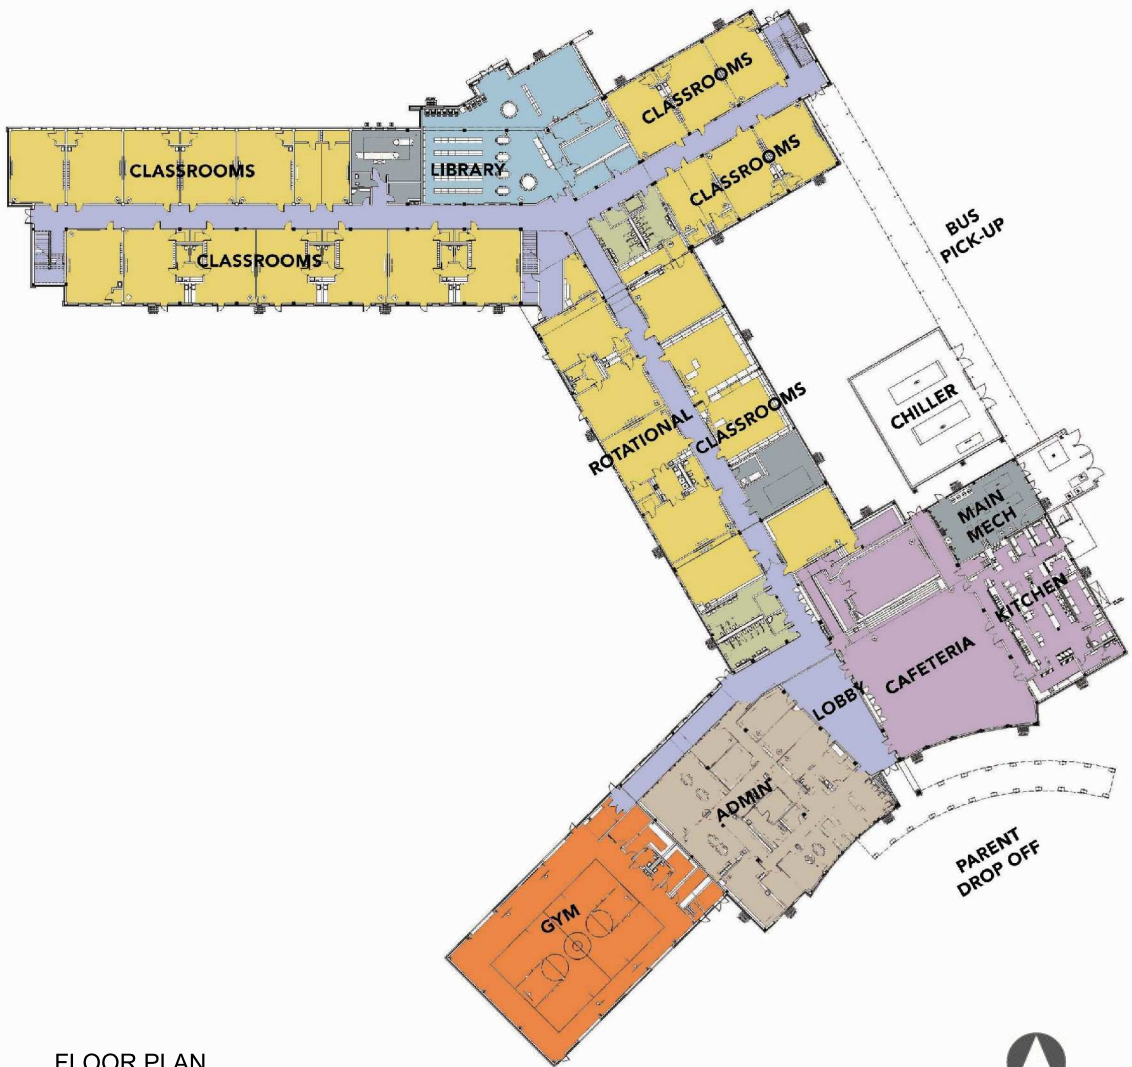 CLASSROOMS
CLASSROOMS
LIBRARY
CLASSROOMS
CLASSROOMS
BUS
PICK-UP
CHILLER
ROTATIONAL
CLASSROOMS
MAIN
MECH
KITCHEN
CAFETERIA
LOBBY
ADMIN
PARENT
DROP OFF
GYM
FLOOR PLAN